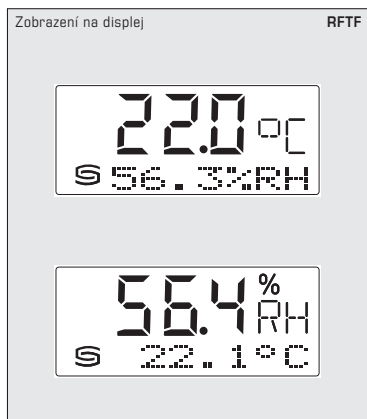 Zobrazení na displej RFTF
22.0 °C
56.3%RH
56.4 % RH
22.1°C